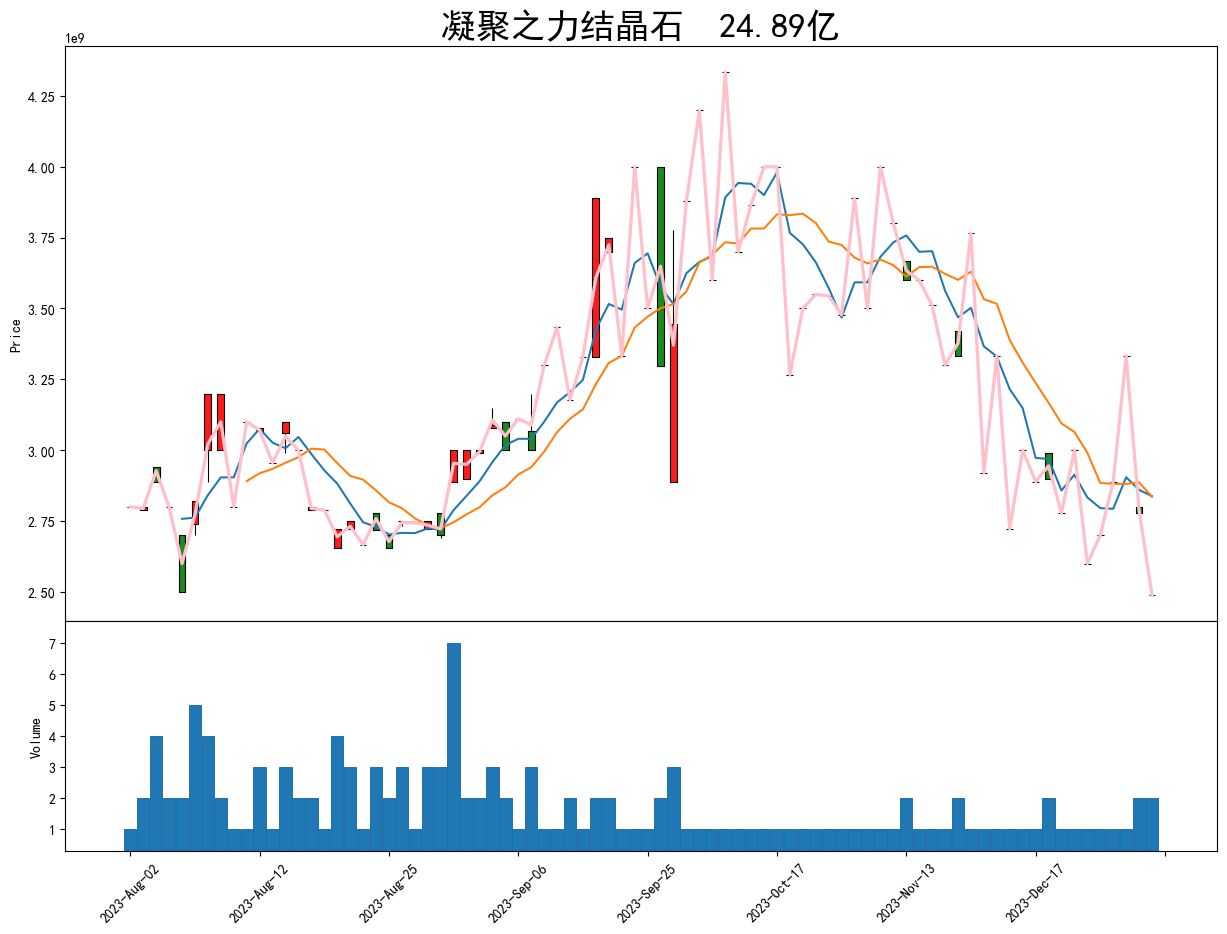 凝聚之力结晶石 24.89亿
1e9
4.25
4.00
3.75
3.50
3.25
3.00
2.75
2.50
Price
7
6
5
4
3
2
1
Volume
2023-Aug-02
2023-Aug-12
2023-Aug-25
2023-Sep-06
2023-Sep-25
2023-Oct-17
2023-Nov-13
2023-Dec-17